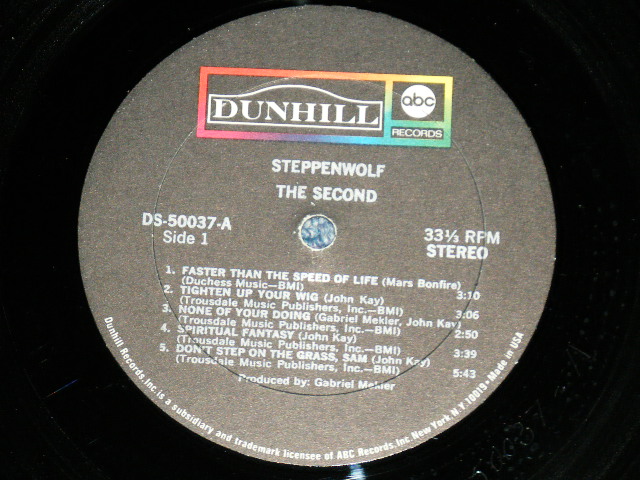 DUNHILL
abc
RECORDS
STEPPENWOLF
THE SECOND
DS-50037-A
Side 1
33⅓ RPM
STEREO
1. FASTER THAN THE SPEED OF LIFE (Mars Bonfire)
(Duchess Music—BMI) 3:10
2. TIGHTEN UP YOUR WIG (John Kay)
(Trousdale Music Publishers, Inc.—BMI) 3:06
3. NONE OF YOUR DOING (Gabriel Mekler, John Kay)
(Trousdale Music Publishers, Inc.—BMI) 2:50
4. SPIRITUAL FANTASY (John Kay)
(Trousdale Music Publishers, Inc.—BMI) 3:39
5. DON'T STEP ON THE GRASS, SAM (John Kay)
(Trousdale Music Publishers, Inc.—BMI) 5:43
Produced by: Gabriel Mekler
Dunhill Records, Inc. is a subsidiary and trademark licensee of ABC Records, Inc. New York, N.Y. 10019 • Made in USA